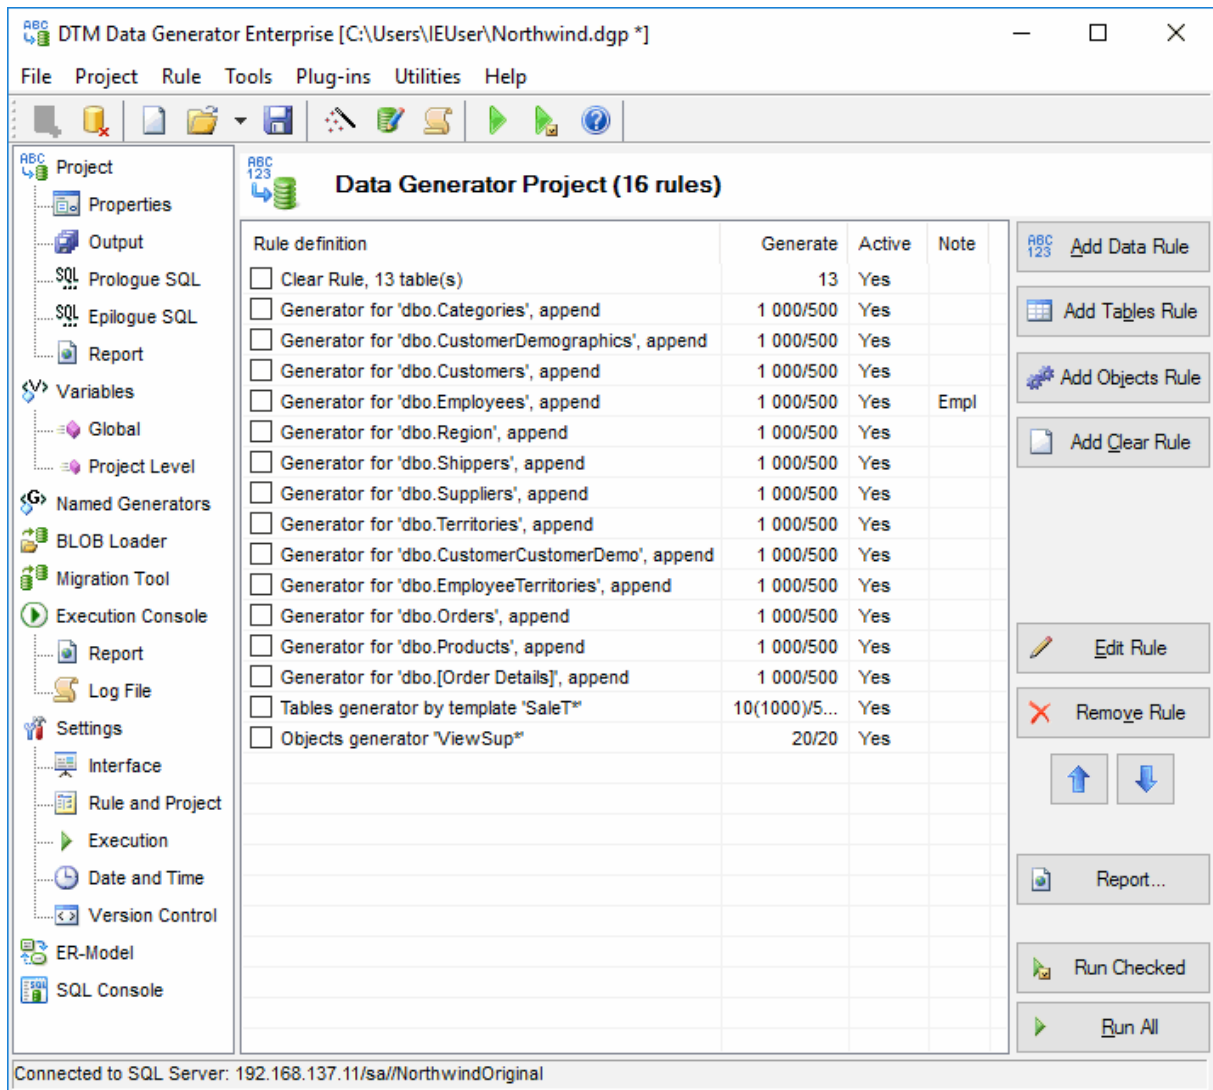 DTM Data Generator Enterprise [C:\Users\IEUser\Northwind.dgp *]
File Project Rule Tools Plug-ins Utilities Help
ABC Project
Properties
Output
SQL Prologue SQL
SQL Epilogue SQL
Report
<V> Variables
Global
Project Level
<G> Named Generators
BLOB Loader
Migration Tool
Execution Console
Report
Log File
Settings
Interface
Rule and Project
Execution
Date and Time
Version Control
ER-Model
SQL Console
ABC 123 Data Generator Project (16 rules)
Rule definition Generate Active Note
Clear Rule, 13 table(s) 13 Yes
Generator for 'dbo.Categories', append 1 000/500 Yes
Generator for 'dbo.CustomerDemographics', append 1 000/500 Yes
Generator for 'dbo.Customers', append 1 000/500 Yes
Generator for 'dbo.Employees', append 1 000/500 Yes Empl
Generator for 'dbo.Region', append 1 000/500 Yes
Generator for 'dbo.Shippers', append 1 000/500 Yes
Generator for 'dbo.Suppliers', append 1 000/500 Yes
Generator for 'dbo.Territories', append 1 000/500 Yes
Generator for 'dbo.CustomerCustomerDemo', append 1 000/500 Yes
Generator for 'dbo.EmployeeTerritories', append 1 000/500 Yes
Generator for 'dbo.Orders', append 1 000/500 Yes
Generator for 'dbo.Products', append 1 000/500 Yes
Generator for 'dbo.[Order Details]', append 1 000/500 Yes
Tables generator by template 'SaleT*' 10(1000)/5... Yes
Objects generator 'ViewSup*' 20/20 Yes
ABC 123 Add Data Rule
Add Tables Rule
Add Objects Rule
Add Clear Rule
Edit Rule
Remove Rule
Report...
Run Checked
Run All
Connected to SQL Server: 192.168.137.11/sa//NorthwindOriginal